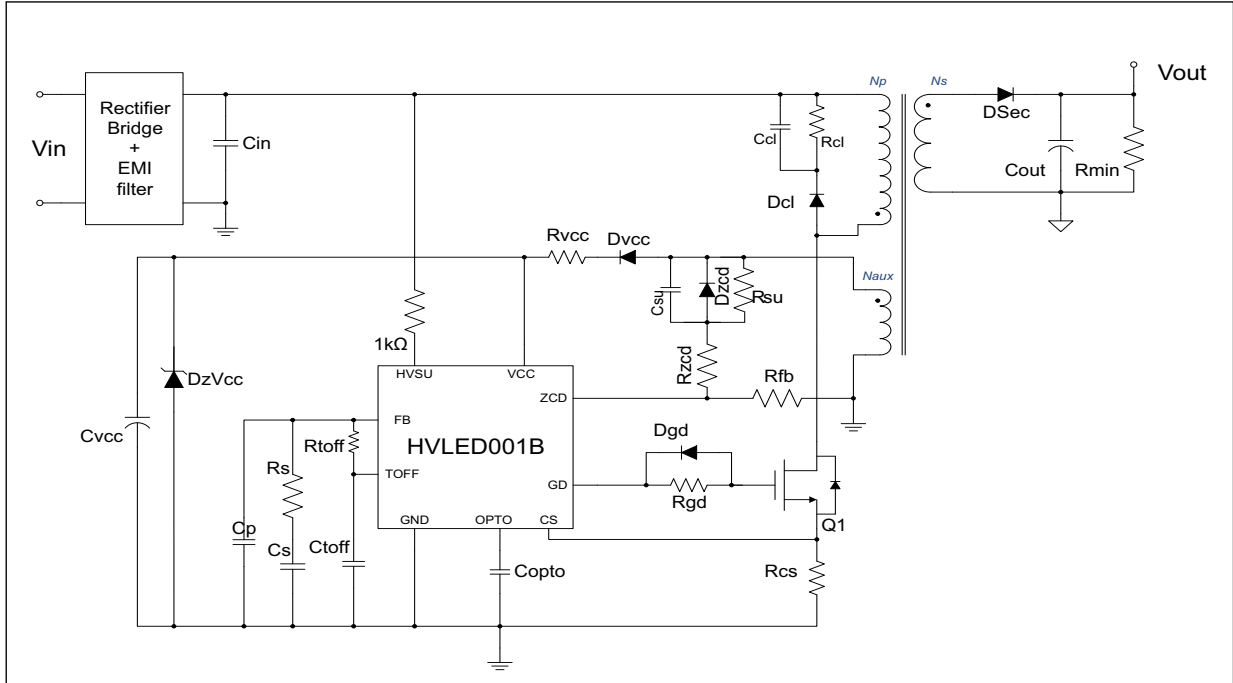 Np
Ns
Vout
Rectifier
Bridge
+
EMI
filter
Vin
Cin
Ccl
Rcl
DSec
Cout
Rmin
Dcl
Rvcc
Dvcc
Naux
Csu
Dzcd
Rsu
1kΩ
Rzcd
Rfb
DzVcc
HVSU
VCC
ZCD
Cvcc
FB
HVLED001B
Rtoff
Dgd
Rs
TOFF
GD
Rgd
GND
OPTO
CS
Q1
Cp
Cs
Ctoff
Copto
Rcs